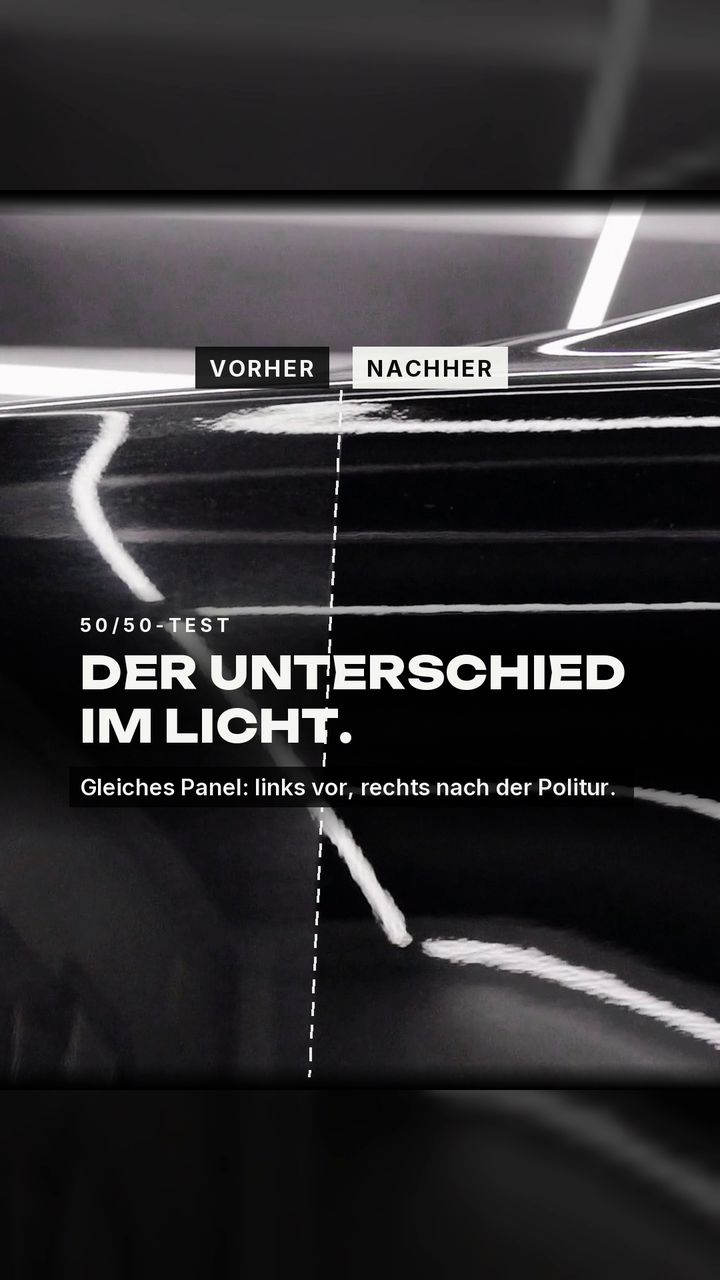 VORHER NACHHER
50/50-TEST
DER UNTERSCHIED
IM LICHT.
Gleiches Panel: links vor, rechts nach der Politur.